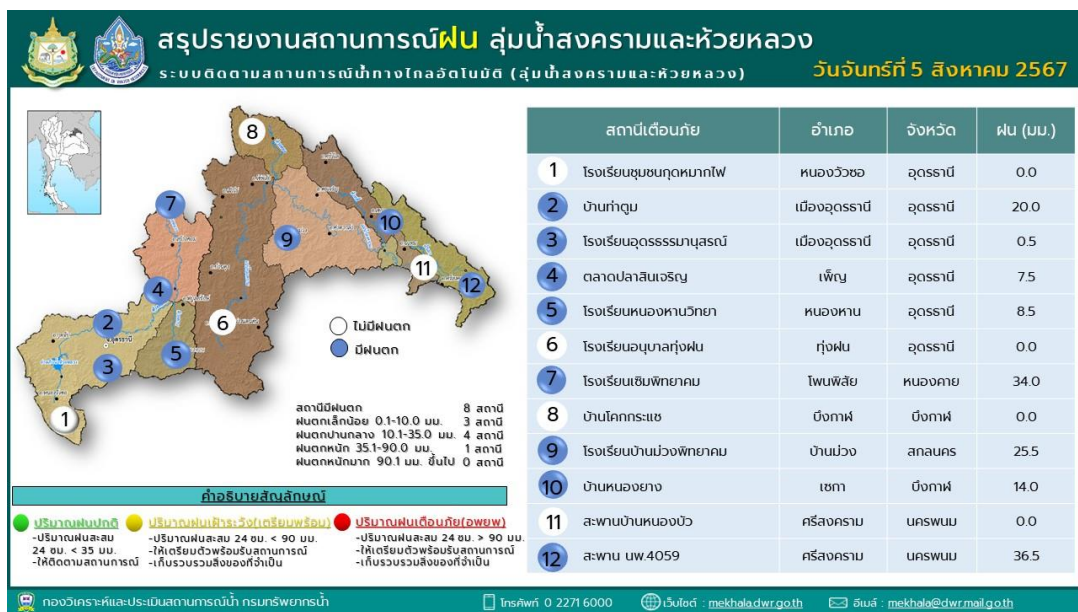 สรุปรายงานสถานการณ์ฝน ลุ่มน้ำสงครามและห้วยหลวง
ระบบติดตามสถานการณ์น้ำทางไกลอัตโนมัติ (ลุ่มน้ำสงครามและห้วยหลวง)
วันจันทร์ที่ 5 สิงหาคม 2567
8
7
10
9
11
12
4
6
2
5
3
1
ไม่มีฝนตก
มีฝนตก
สถานีมีฝนตก 8 สถานี
ฝนตกเล็กน้อย 0.1-10.0 มม. 3 สถานี
ฝนตกปานกลาง 10.1-35.0 มม. 4 สถานี
ฝนตกหนัก 35.1-90.0 มม. 1 สถานี
ฝนตกหนักมาก 90.1 มม. ขึ้นไป 0 สถานี
คำอธิบายสัญลักษณ์
ปริมาณฝนปกติ
-ปริมาณฝนสะสม
24 ชม. < 35 มม.
-ให้ติดตามสถานการณ์
ปริมาณฝนเฝ้าระวัง(เตรียมพร้อม)
-ปริมาณฝนสะสม 24 ชม. < 90 มม.
-ให้เตรียมตัวพร้อมรับสถานการณ์
-เก็บรวบรวมสิ่งของที่จำเป็น
ปริมาณฝนเตือนภัย(อพยพ)
-ปริมาณฝนสะสม 24 ชม. > 90 มม.
-ให้เตรียมตัวพร้อมรับสถานการณ์
-เก็บรวบรวมสิ่งของที่จำเป็น
สถานีเตือนภัย อำเภอ จังหวัด ฝน (มม.)
1 โรงเรียนชุมชนกุดหมากไฟ หนองวัวซอ อุดรธานี 0.0
2 บ้านท่าตูม เมืองอุดรธานี อุดรธานี 20.0
3 โรงเรียนอุดรธรรมานุสรณ์ เมืองอุดรธานี อุดรธานี 0.5
4 ตลาดปลาสินเจริญ เพ็ญ อุดรธานี 7.5
5 โรงเรียนหนองหานวิทยา หนองหาน อุดรธานี 8.5
6 โรงเรียนอนุบาลทุ่งฝน ทุ่งฝน อุดรธานี 0.0
7 โรงเรียนเซิมพิทยาคม โพนพิสัย หนองคาย 34.0
8 บ้านโคกกระแซ บึงกาฬ บึงกาฬ 0.0
9 โรงเรียนบ้านม่วงพิทยาคม บ้านม่วง สกลนคร 25.5
10 บ้านหนองยาง เซกา บึงกาฬ 14.0
11 สะพานบ้านหนองบัว ศรีสงคราม นครพนม 0.0
12 สะพาน นพ.4059 ศรีสงคราม นครพนม 36.5
กองวิเคราะห์และประเมินสถานการณ์น้ำ กรมทรัพยากรน้ำ
โทรศัพท์ 0 2271 6000
เว็บไซต์ : mekhala.dwr.go.th
อีเมล์ : mekhala@dwr.mail.go.th